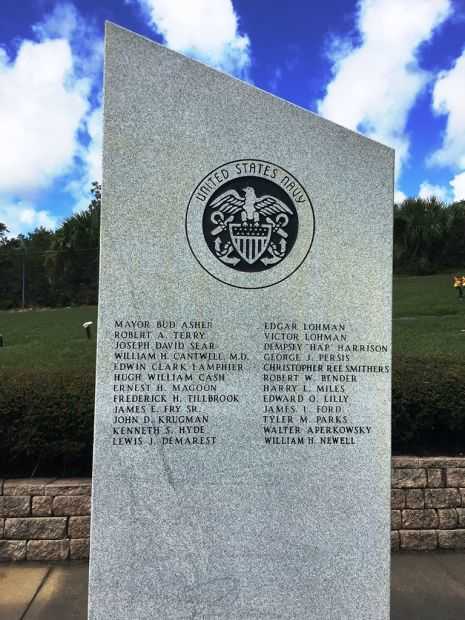 UNITED STATES NAVY
MAYOR BUD ASHER
ROBERT A. TERRY
JOSEPH DAVID SEAR
WILLIAM H. CANTWELL, M.D.
EDWIN CLARK LAMPHIER
HUGH WILLIAM CASH
ERNEST H. MAGOON
FREDERICK H. TILLBROOK
JAMES E. FRY SR.
JOHN D. KRUGMAN
KENNETH S. HYDE
LEWIS J. DEMAREST
EDGAR LOHMAN
VICTOR LOHMAN
DEMPSEY "HAP" HARRISON
GEORGE J. PERSIS
CHRISTOPHER REE SMITHERS
ROBERT W. BENDER
HARRY L. MILES
EDWARD O. LILLY
JAMES I. FORD
TYLER M. PARKS
WALTER APERKOWSKY
WILLIAM H. NEWELL